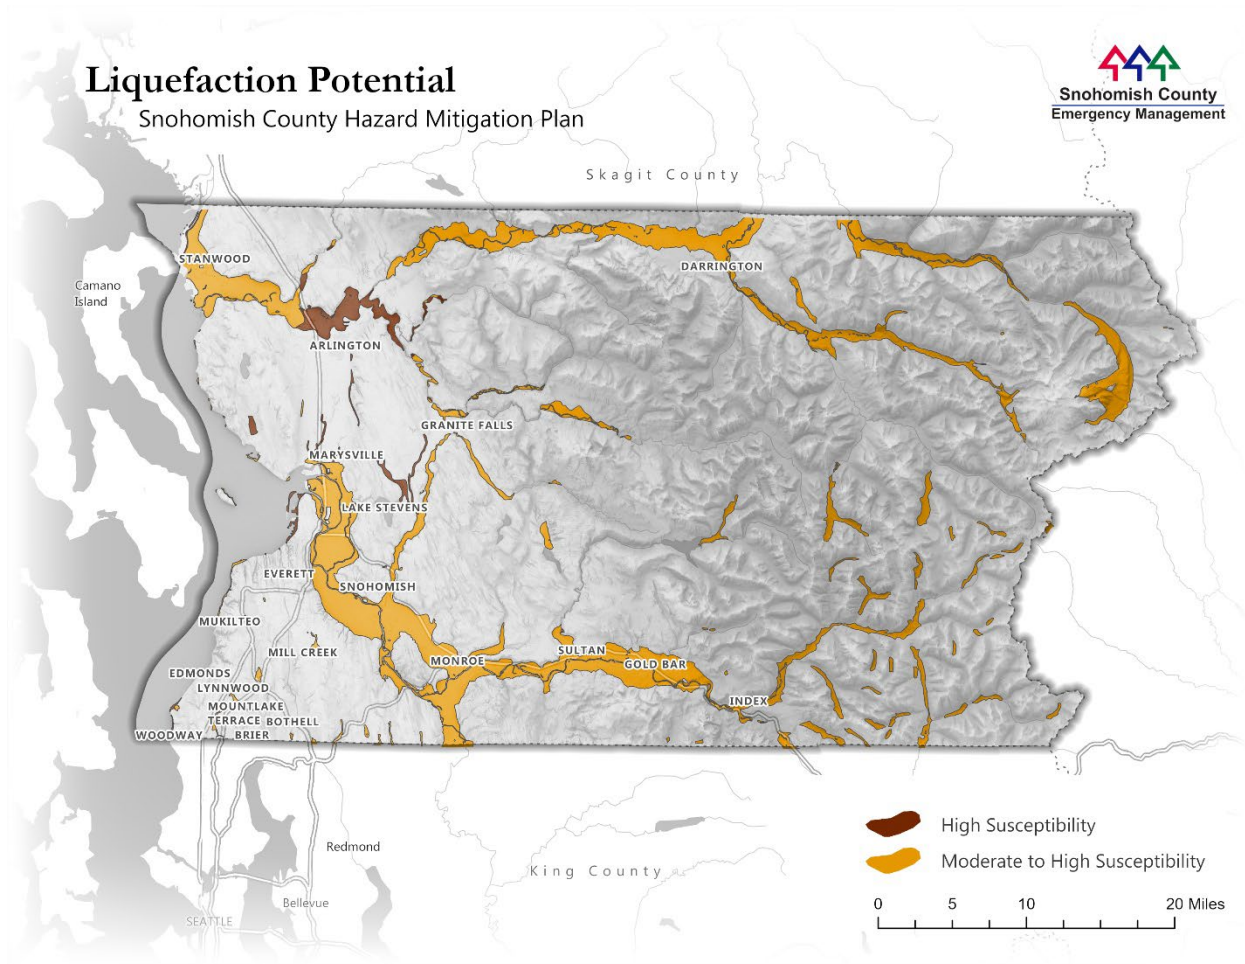 Liquefaction Potential
Snohomish County Hazard Mitigation Plan
Snohomish County
Emergency Management
Skagit County
STANWOOD
DARRINGTON
Camano
Island
ARLINGTON
GRANITE FALLS
MARYSVILLE
LAKE STEVENS
EVERETT
SNOHOMISH
MUKILTEO
MILL CREEK
MONROE
SULTAN
GOLD BAR
EDMONDS
LYNNWOOD
INDEX
MOUNTLAKE
TERRACE
BOTHELL
WOODWAY
BRIER
High Susceptibility
Redmond
Moderate to High Susceptibility
King County
Bellevue
0 5 10 20 Miles
SEATTLE